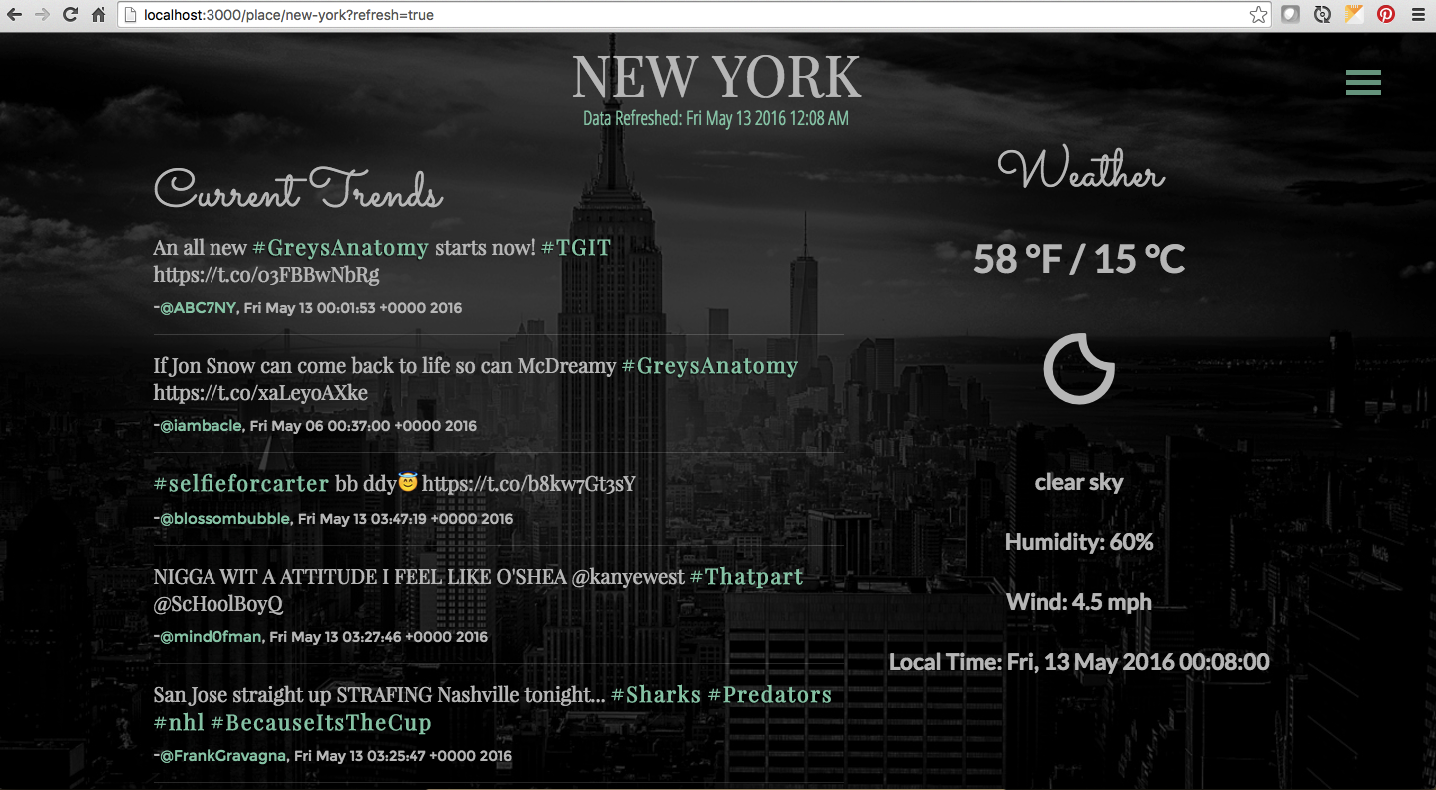 localhost:3000/place/new-york?refresh=true
NEW YORK
Data Refreshed: Fri May 13 2016 12:08 AM
Current Trends
An all new #GreysAnatomy starts now! #TGIT
https://t.co/03FBBwNbRg
-@ABC7NY, Fri May 13 00:01:53 +0000 2016
If Jon Snow can come back to life so can McDreamy #GreysAnatomy
https://t.co/xaLeyoAXke
-@iambacle, Fri May 06 00:37:00 +0000 2016
#selfieforcarter bb ddy😇 https://t.co/b8kw7Gt3sY
-@blossombubble, Fri May 13 03:47:19 +0000 2016
NIGGA WIT A ATTITUDE I FEEL LIKE O'SHEA @kanyewest #Thatpart
@ScHoolBoyQ
-@mind0fman, Fri May 13 03:27:46 +0000 2016
San Jose straight up STRAFING Nashville tonight... #Sharks #Predators
#nhl #BecauseItsTheCup
-@FrankGravagna, Fri May 13 03:25:47 +0000 2016
Weather
58 °F / 15 °C
clear sky
Humidity: 60%
Wind: 4.5 mph
Local Time: Fri, 13 May 2016 00:08:00